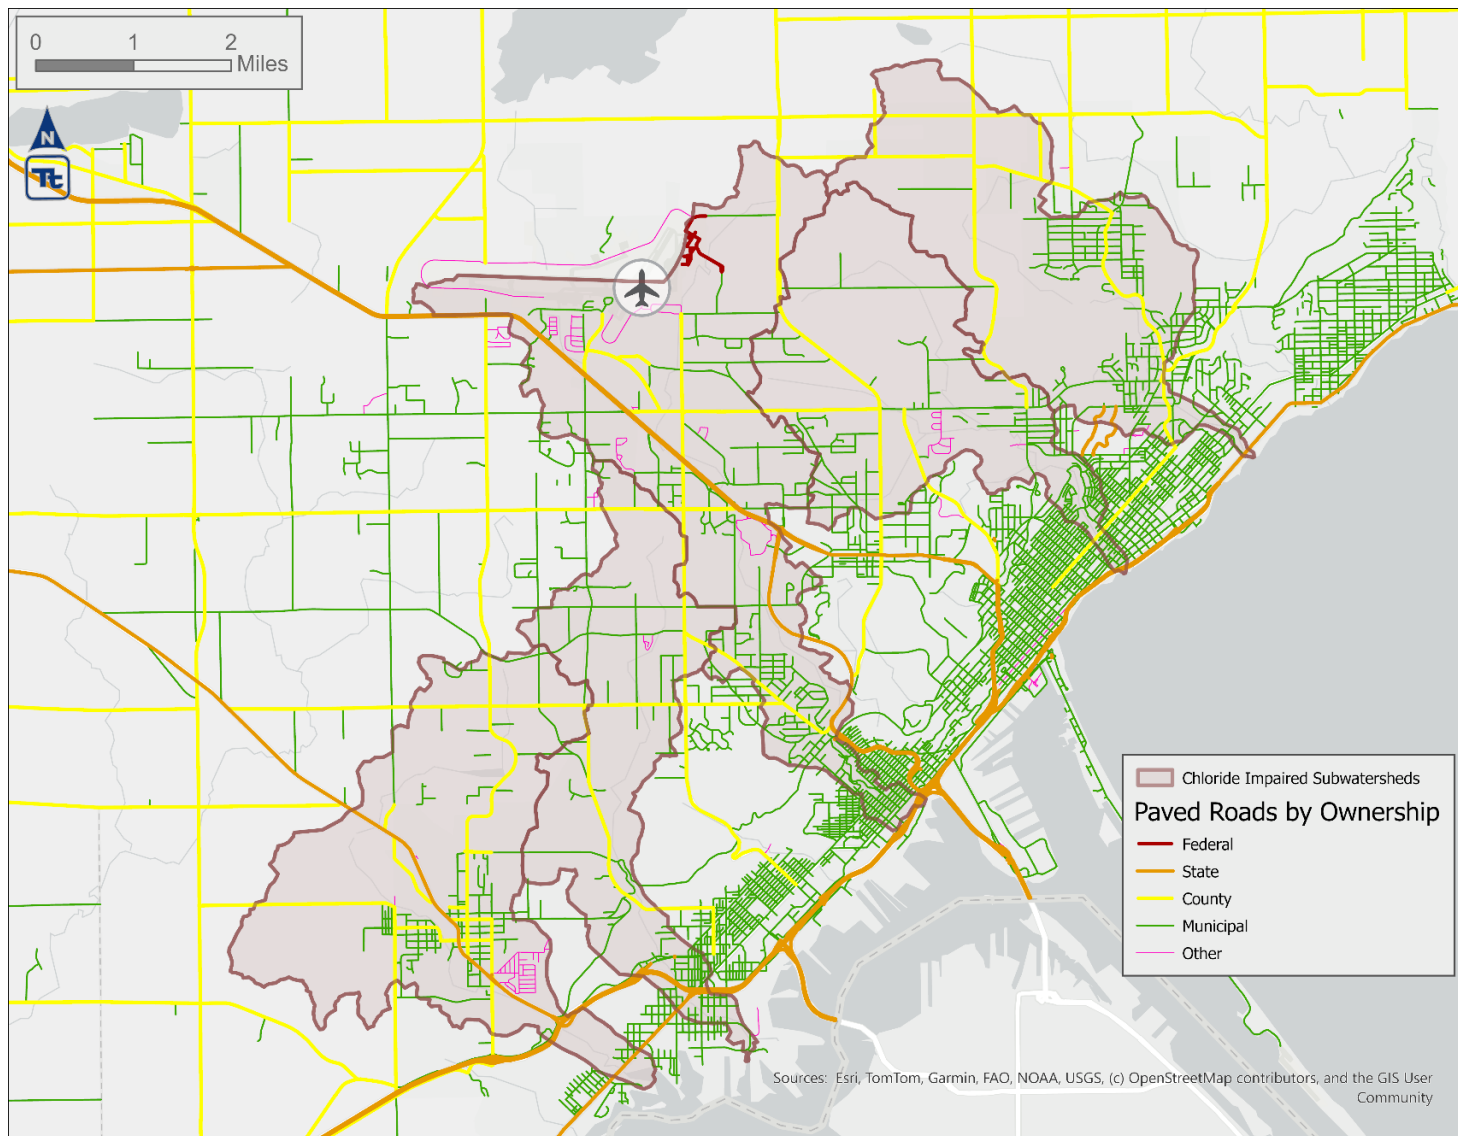 0 1 2
Miles
N
Tt
Chloride Impaired Subwatersheds
Paved Roads by Ownership
Federal
State
County
Municipal
Other
Sources: Esri, TomTom, Garmin, FAO, NOAA, USGS, (c) OpenStreetMap contributors, and the GIS User
Community